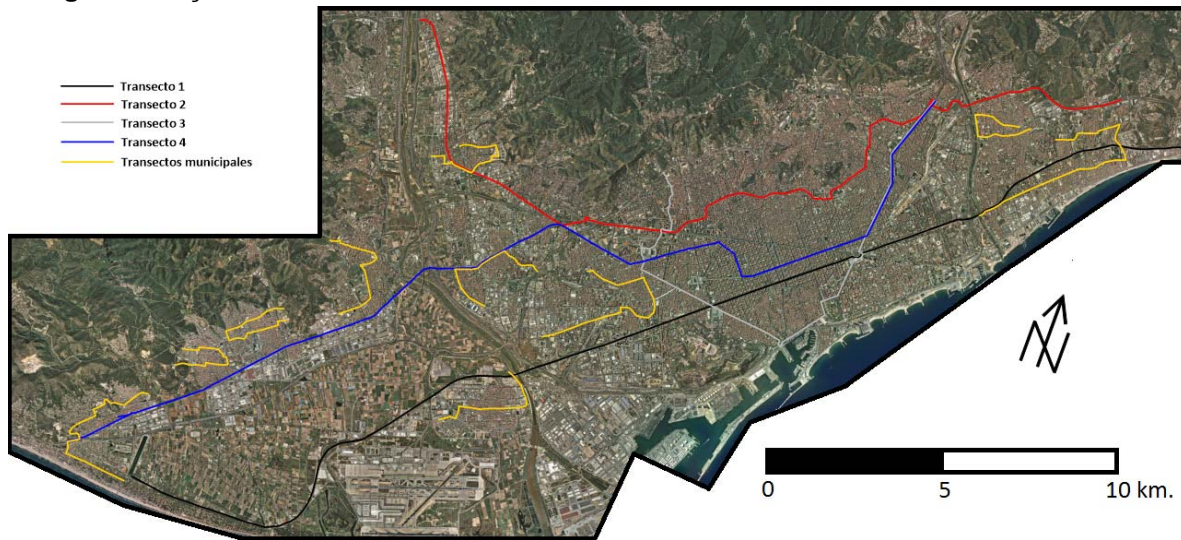 Transecto 1
Transecto 2
Transecto 3
Transecto 4
Transectos municipales
N
0 5 10 km.